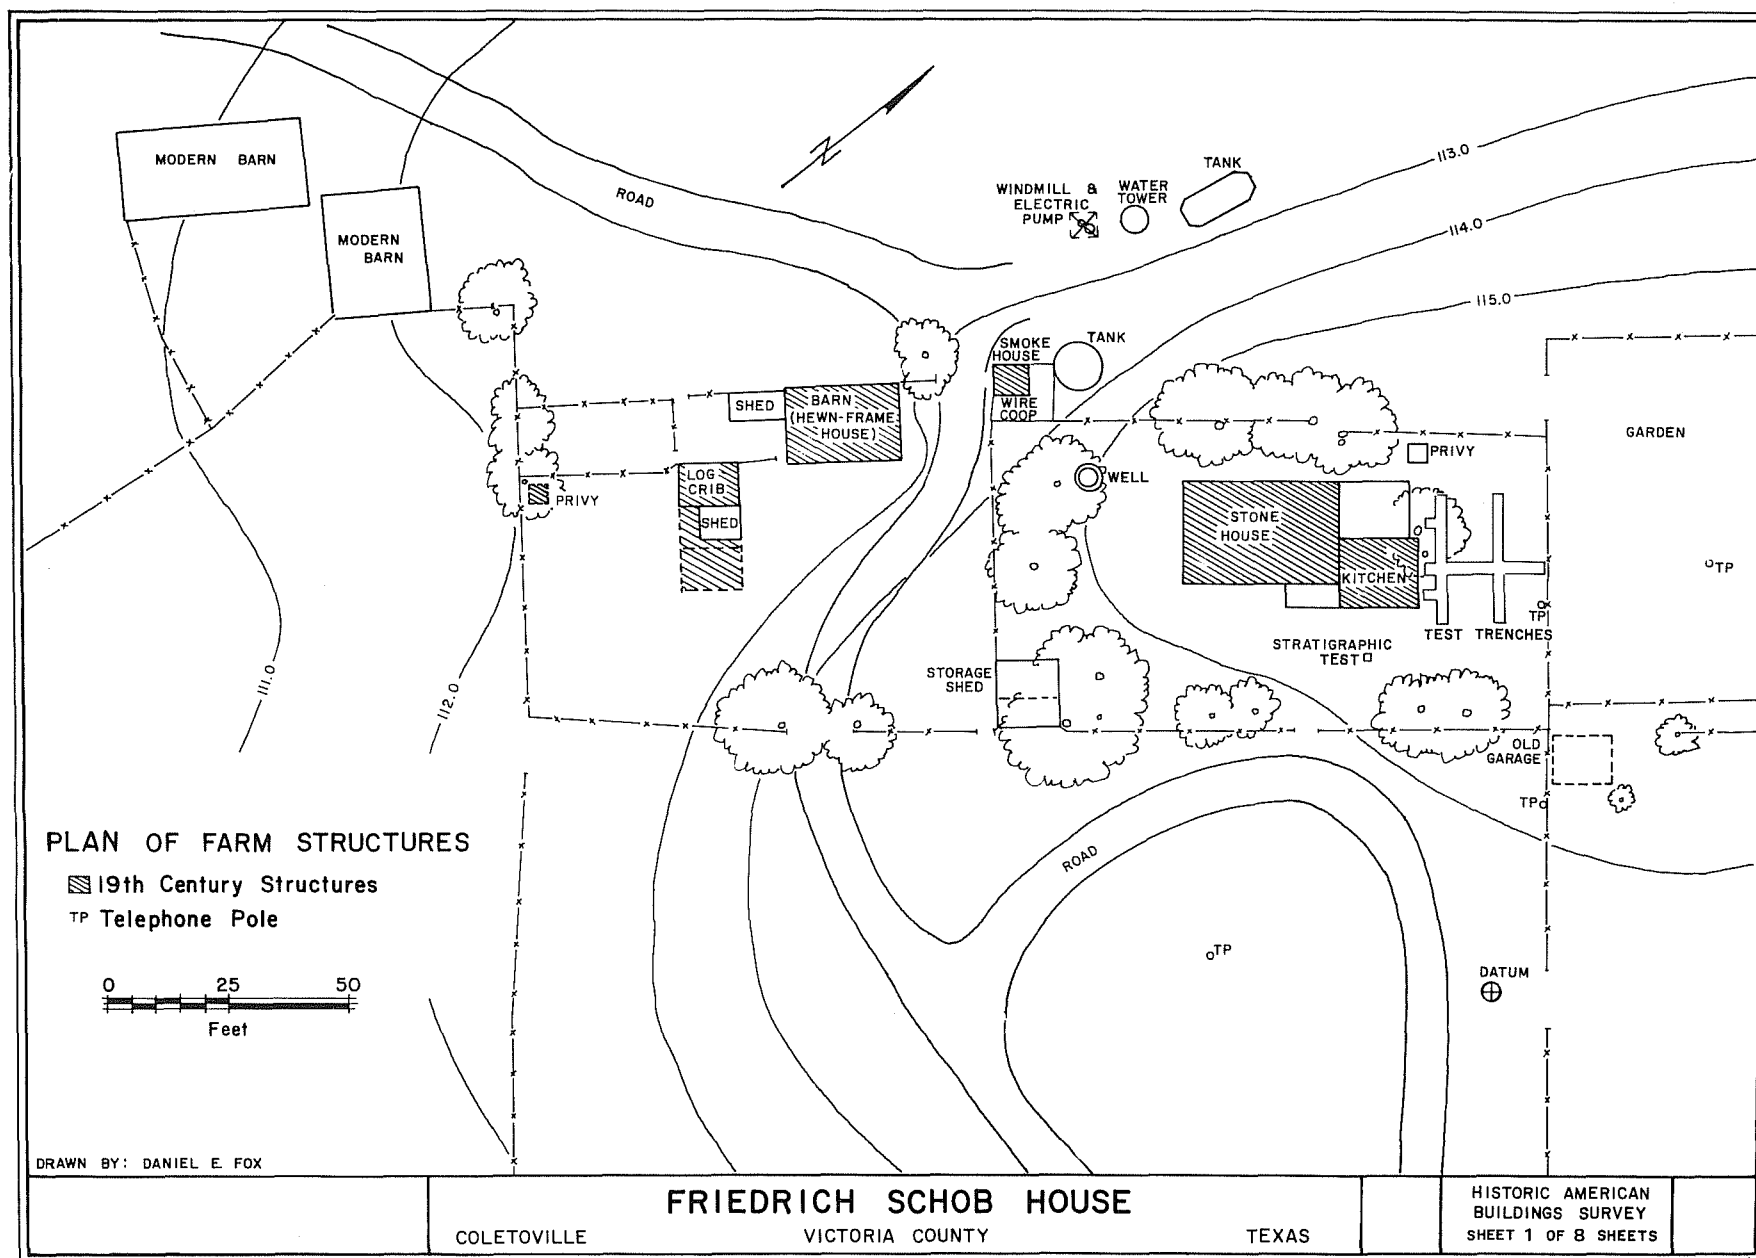 MODERN BARN
MODERN
BARN
ROAD
N
WINDMILL &
ELECTRIC
PUMP
WATER
TOWER
TANK
113.0
114.0
115.0
SMOKE
HOUSE
TANK
WIRE
COOP
SHED
BARN
(HEWN-FRAME
HOUSE)
LOG
CRIB
SHED
PRIVY
WELL
PRIVY
GARDEN
STONE
HOUSE
KITCHEN
TP
TP
TEST TRENCHES
STRATIGRAPHIC
TEST
STORAGE
SHED
111.0
112.0
OLD
GARAGE
TP
ROAD
TP
DATUM
PLAN OF FARM STRUCTURES
19th Century Structures
TP Telephone Pole
0 25 50
Feet
DRAWN BY: DANIEL E. FOX
FRIEDRICH SCHOB HOUSE
COLETOVILLE VICTORIA COUNTY TEXAS
HISTORIC AMERICAN
BUILDINGS SURVEY
SHEET 1 OF 8 SHEETS